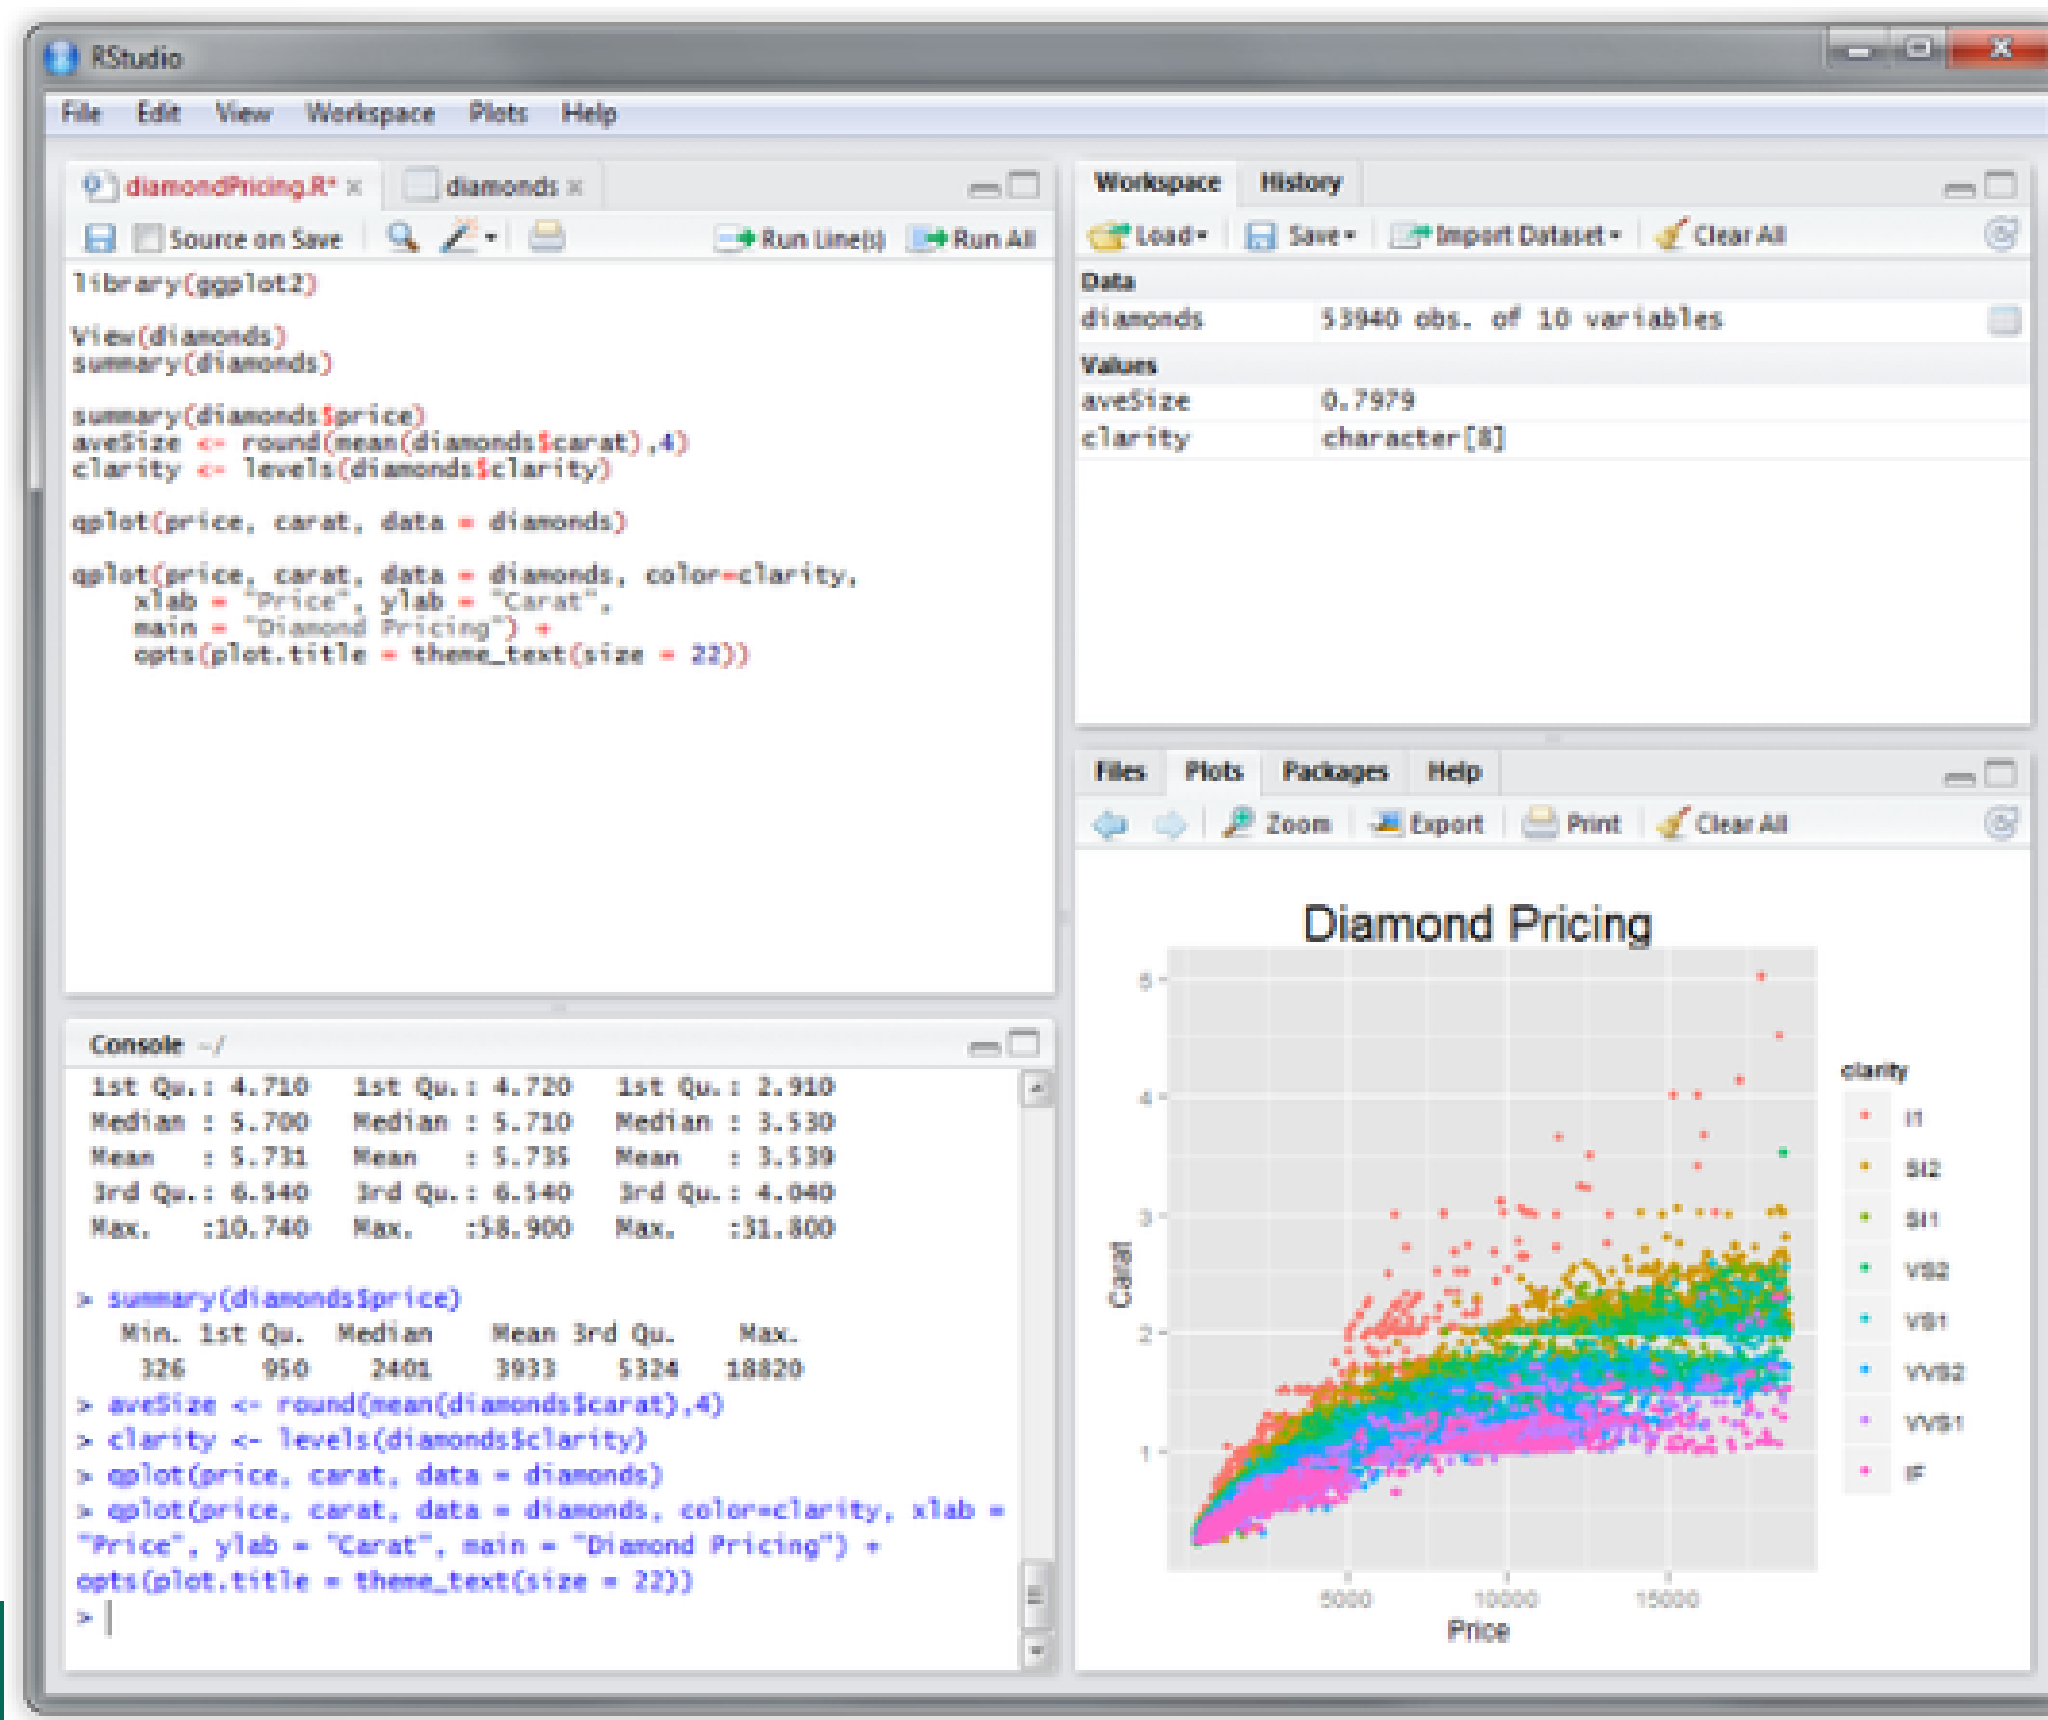 RStudio
File Edit View Workspace Plots Help
diamondPricing.R* diamonds
Source on Save Run Line(s) Run All
library(ggplot2)
View(diamonds)
summary(diamonds)
summary(diamonds$price)
aveSize <- round(mean(diamonds$carat),4)
clarity <- levels(diamonds$clarity)
qplot(price, carat, data = diamonds)
qplot(price, carat, data = diamonds, color=clarity,
xlab = "Price", ylab = "Carat",
main = "Diamond Pricing") +
opts(plot.title = theme_text(size = 22))
Console ~/
1st Qu.: 4.710 1st Qu.: 4.720 1st Qu.: 2.910
Median : 5.700 Median : 5.710 Median : 3.530
Mean : 5.731 Mean : 5.735 Mean : 3.539
3rd Qu.: 6.540 3rd Qu.: 6.540 3rd Qu.: 4.040
Max. :10.740 Max. :58.900 Max. :31.800
> summary(diamonds$price)
Min. 1st Qu. Median Mean 3rd Qu. Max.
326 950 2401 3933 5324 18820
> aveSize <- round(mean(diamonds$carat),4)
> clarity <- levels(diamonds$clarity)
> qplot(price, carat, data = diamonds)
> qplot(price, carat, data = diamonds, color=clarity, xlab =
"Price", ylab = "Carat", main = "Diamond Pricing") +
opts(plot.title = theme_text(size = 22))
>
Workspace History
Load Save Import Dataset Clear All
Data
diamonds 53940 obs. of 10 variables
Values
aveSize 0.7979
clarity character[8]
Files Plots Packages Help
Zoom Export Print Clear All
Diamond Pricing
5
4
3
2
1
Carat
5000 10000 15000
Price
clarity
I1
SI2
SI1
VS2
VS1
VVS2
VVS1
IF